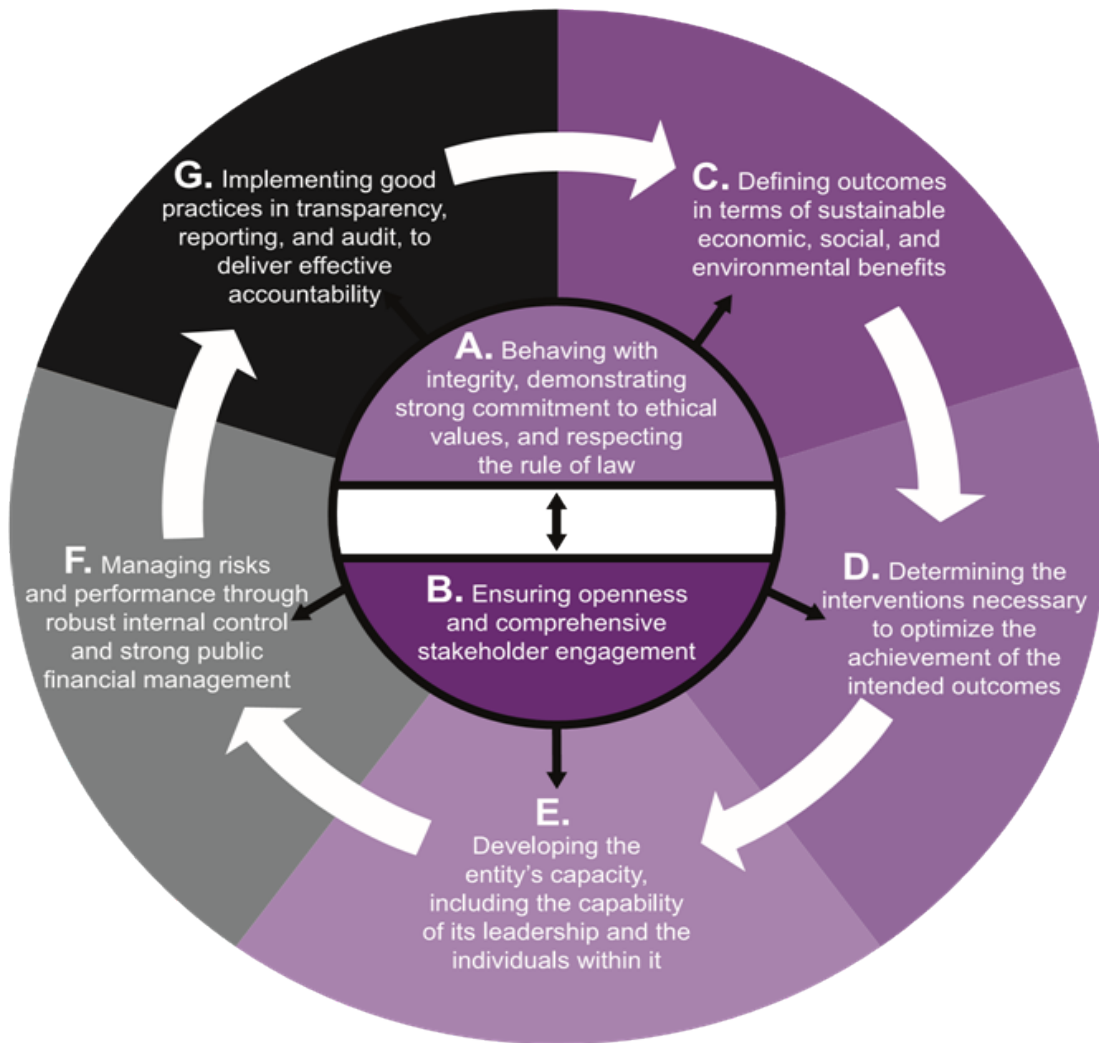 A. Behaving with
integrity, demonstrating
strong commitment to ethical
values, and respecting
the rule of law
B. Ensuring openness
and comprehensive
stakeholder engagement
C. Defining outcomes
in terms of sustainable
economic, social, and
environmental benefits
D. Determining the
interventions necessary
to optimize the
achievement of the
intended outcomes
E.
Developing the
entity’s capacity,
including the capability
of its leadership and the
individuals within it
F. Managing risks
and performance through
robust internal control
and strong public
financial management
G. Implementing good
practices in transparency,
reporting, and audit, to
deliver effective
accountability